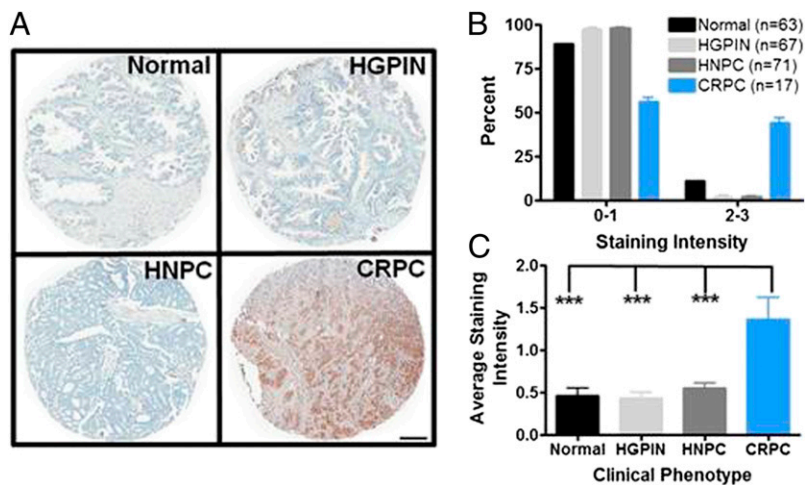 A
Normal
HGPIN
HNPC
CRPC
B
Percent
100
75
50
25
0
0-1
2-3
Staining Intensity
Normal (n=63)
HGPIN (n=67)
HNPC (n=71)
CRPC (n=17)
C
Average Staining
Intensity
2.0
1.5
1.0
0.5
0.0
***
***
***
Normal
HGPIN
HNPC
CRPC
Clinical Phenotype